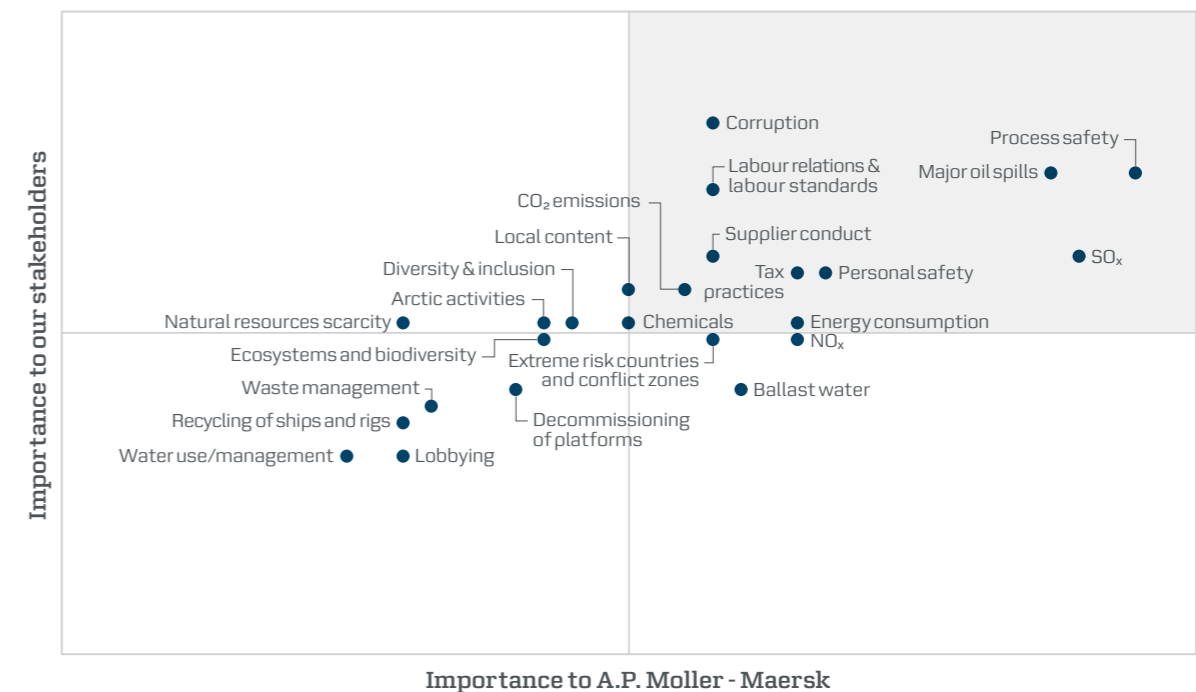 Importance to our stakeholders
Corruption
Process safety
Labour relations &
labour standards
Major oil spills
CO₂ emissions
Local content
Supplier conduct
SOₓ
Diversity & inclusion
Tax
practices
Personal safety
Arctic activities
Natural resources scarcity
Chemicals
Energy consumption
NOₓ
Ecosystems and biodiversity
Extreme risk countries
and conflict zones
Waste management
Ballast water
Recycling of ships and rigs
Decommissioning
of platforms
Water use/management
Lobbying
Importance to A.P. Moller - Maersk